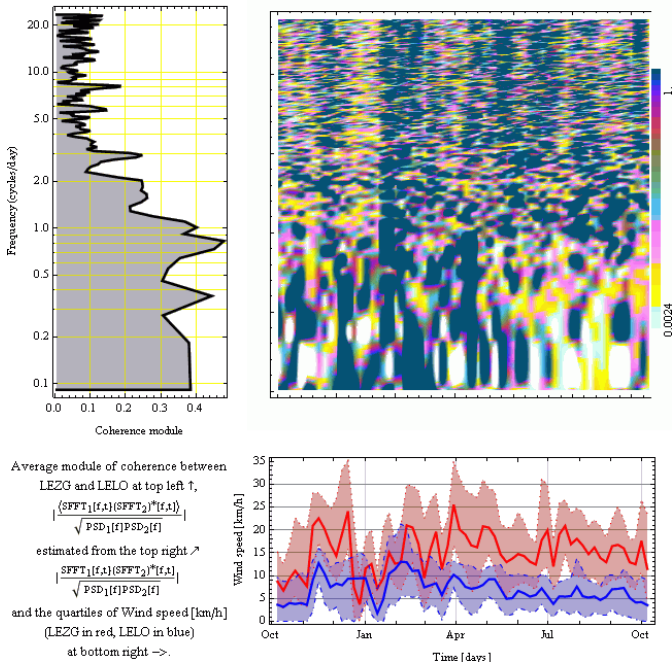 20.0
10.0
5.0
2.0
1.0
0.5
0.2
0.1
Frequency (cycles/day)
0.0 0.1 0.2 0.3 0.4
Coherence module
1.
0.0024
Average module of coherence between
LEZG and LELO at top left ↑,
|⟨SFFT₁[f,t](SFFT₂)*[f,t]⟩|
√PSD₁[f]PSD₂[f]
estimated from the top right ↗
|SFFT₁[f,t](SFFT₂)*[f,t]|
√PSD₁[f]PSD₂[f]
and the quartiles of Wind speed [km/h]
(LEZG in red, LELO in blue)
at bottom right –>.
35
30
25
20
15
10
5
0
Wind speed [km/h]
Oct Jan Apr Jul Oct
Time [days]